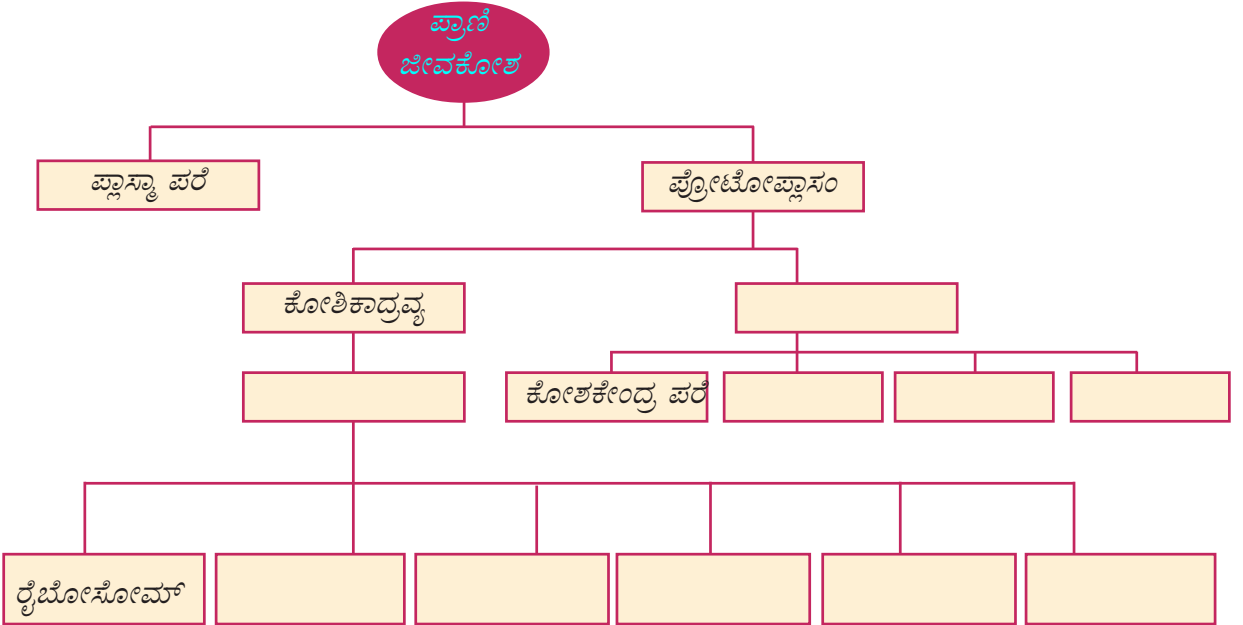 ಪ್ರಾಣಿ
ಜೀವಕೋಶ
ಪ್ಲಾಸ್ಮಾ ಪರೆ
ಪ್ರೋಟೋಪ್ಲಾಸಂ
ಕೋಶಿಕಾದ್ರವ್ಯ
ಕೋಶಕೇಂದ್ರ ಪರೆ
ರೈಬೋಸೋಮ್